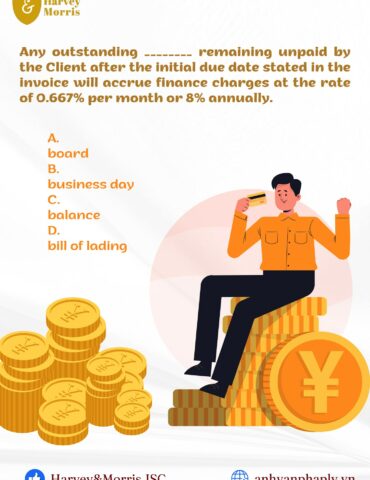 &
Harvey
Morris
Any outstanding ________ remaining unpaid by
the Client after the initial due date stated in the
invoice will accrue finance charges at the rate
of 0.667% per month or 8% annually.
A.
board
B.
business day
C.
balance
D.
bill of lading
¥
Harvey&Morris JSC
anhvanphaply.vn